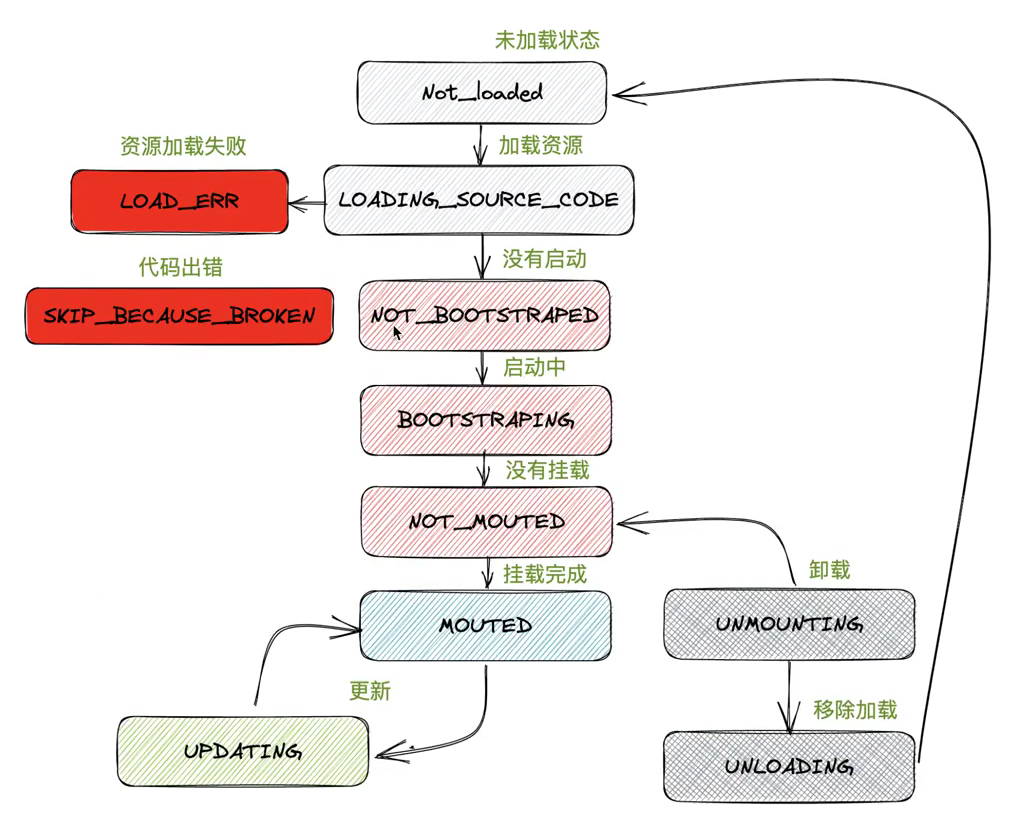 未加载状态
Not_loaded
加载资源
资源加载失败
LOAD_ERR
LOADING_SOURCE_CODE
没有启动
代码出错
SKIP_BECAUSE_BROKEN
NOT_BOOTSTRAPED
启动中
BOOTSTRAPING
没有挂载
NOT_MOUTED
挂载完成
卸载
MOUTED
UNMOUNTING
更新
移除加载
UPDATING
UNLOADING